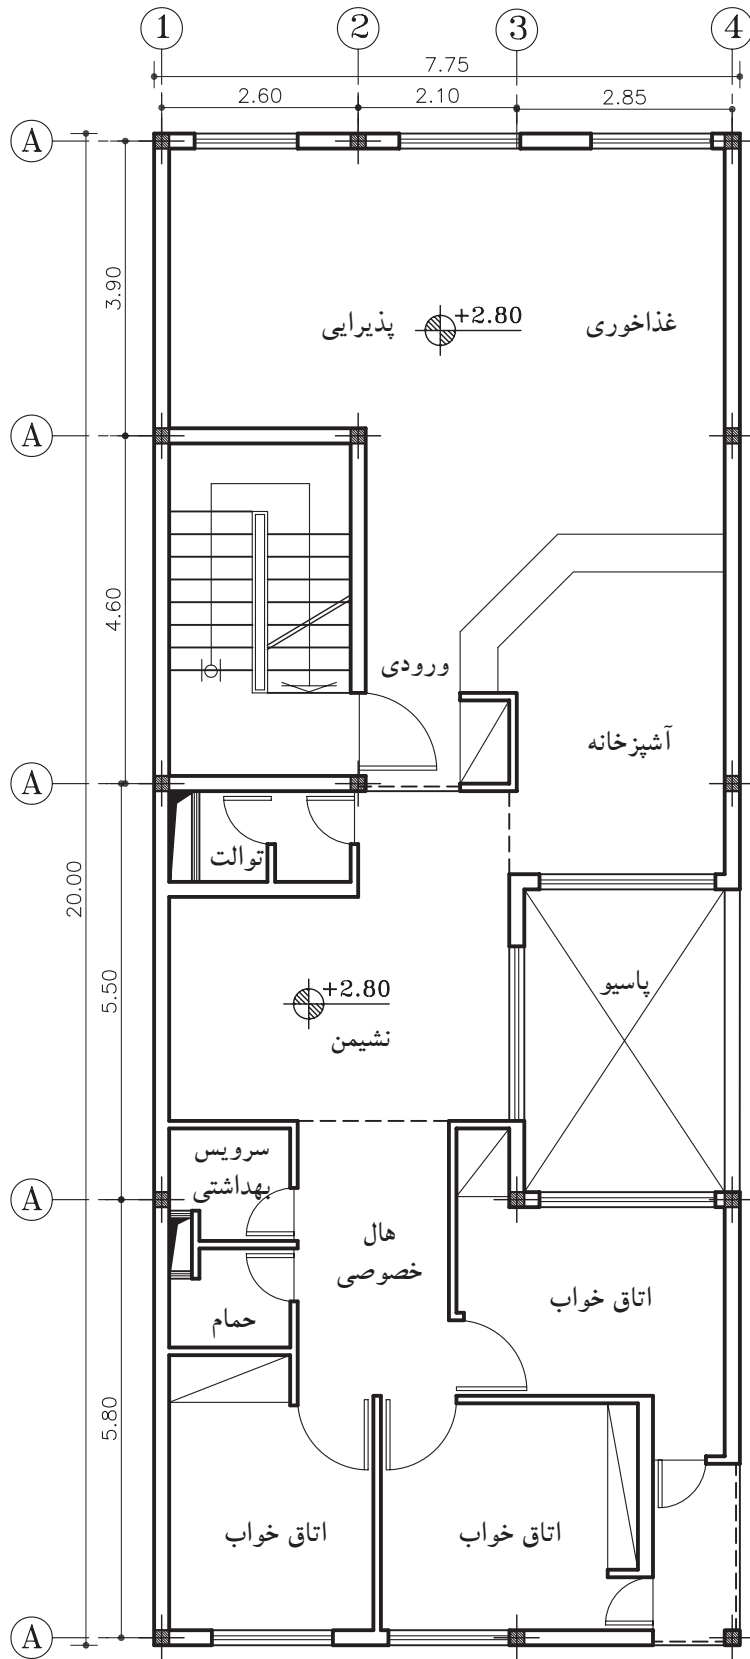 1
2
3
4
7.75
2.60
2.10
2.85
A
3.90
پذیرایی
+2.80
غذاخوری
A
4.60
ورودی
آشپزخانه
A
توالت
20.00
5.50
+2.80
نشیمن
پاسیو
سرویس
بهداشتی
A
هال
خصوصی
حمام
اتاق خواب
5.80
اتاق خواب
اتاق خواب
A